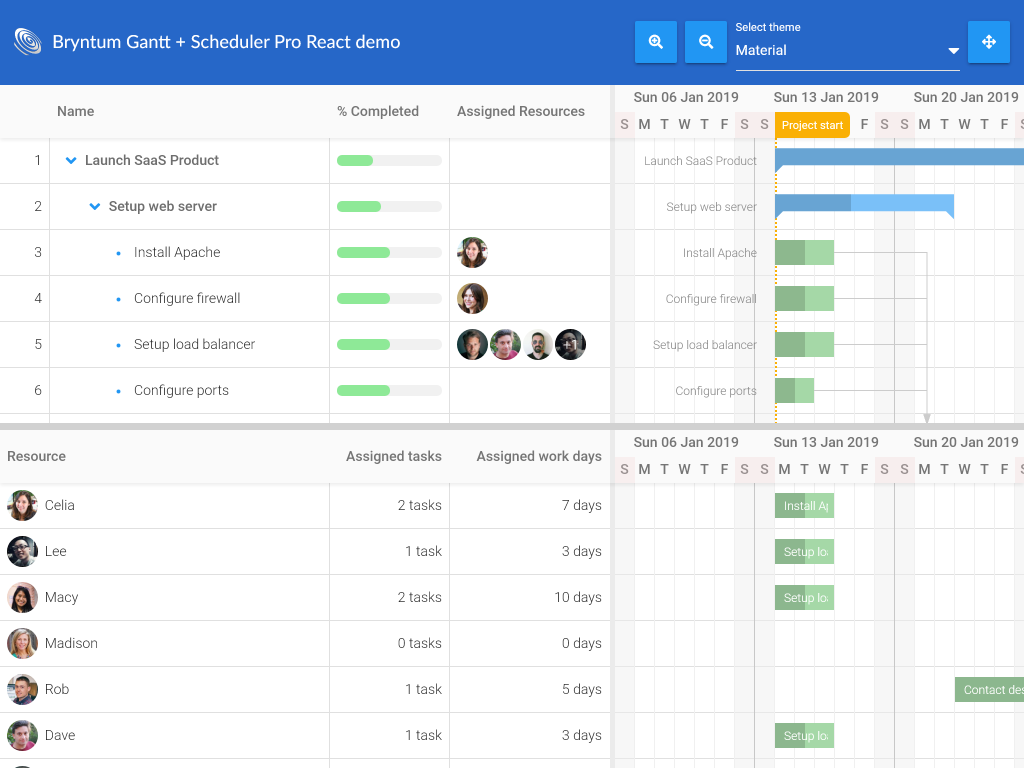 Bryntum Gantt + Scheduler Pro React demo
Select theme
Material
Name % Completed Assigned Resources
Sun 06 Jan 2019 Sun 13 Jan 2019 Sun 20 Jan 2019
S M T W T F S S Project start F S S M T W T F S
1 Launch SaaS Product Launch SaaS Product
2 Setup web server Setup web server
3 Install Apache Install Apache
4 Configure firewall Configure firewall
5 Setup load balancer Setup load balancer
6 Configure ports Configure ports
Resource Assigned tasks Assigned work days
Sun 06 Jan 2019 Sun 13 Jan 2019 Sun 20 Jan 2019
S M T W T F S S M T W T F S S M T W T F S
Celia 2 tasks 7 days Install Ap
Lee 1 task 3 days Setup lo
Macy 2 tasks 10 days Setup lo
Madison 0 tasks 0 days
Rob 1 task 5 days Contact des
Dave 1 task 3 days Setup lo